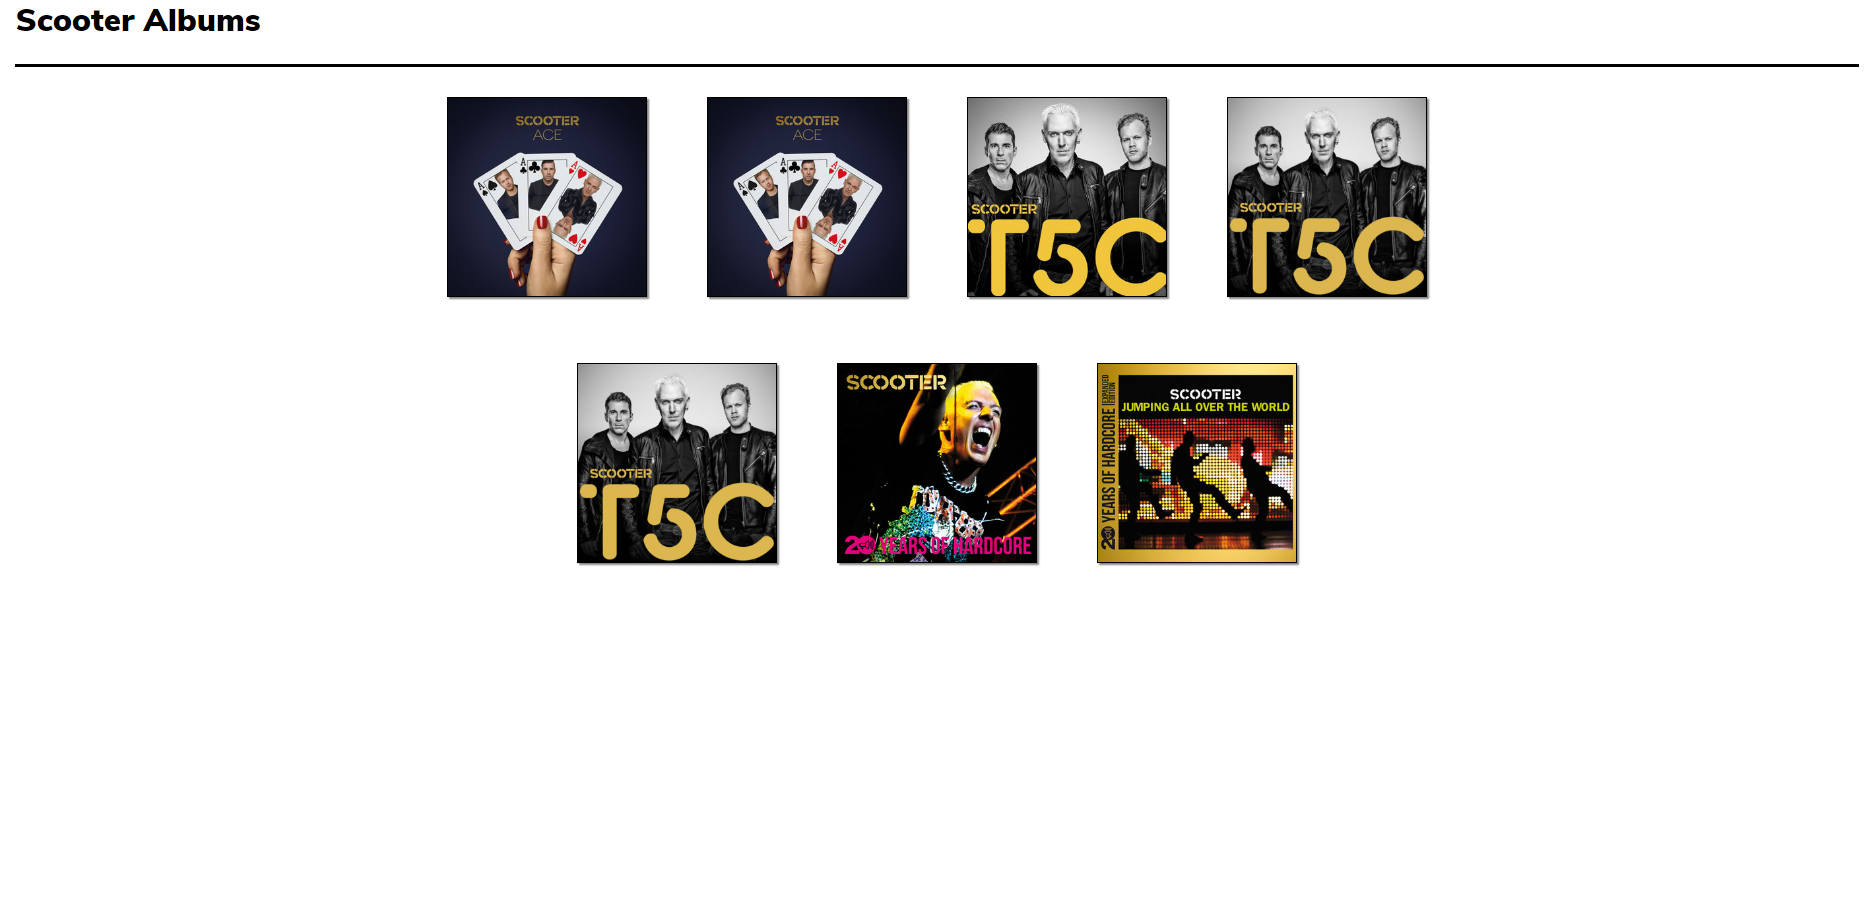 Scooter Albums
SCOOTER
ACE
A
A
A
A
SCOOTER
ACE
A
A
A
A
SCOOTER
T5C
SCOOTER
T5C
SCOOTER
T5C
SCOOTER
20 YEARS OF HARDCORE
20 YEARS OF HARDCORE
EXPANDED
EDITION
SCOOTER
JUMPING ALL OVER THE WORLD